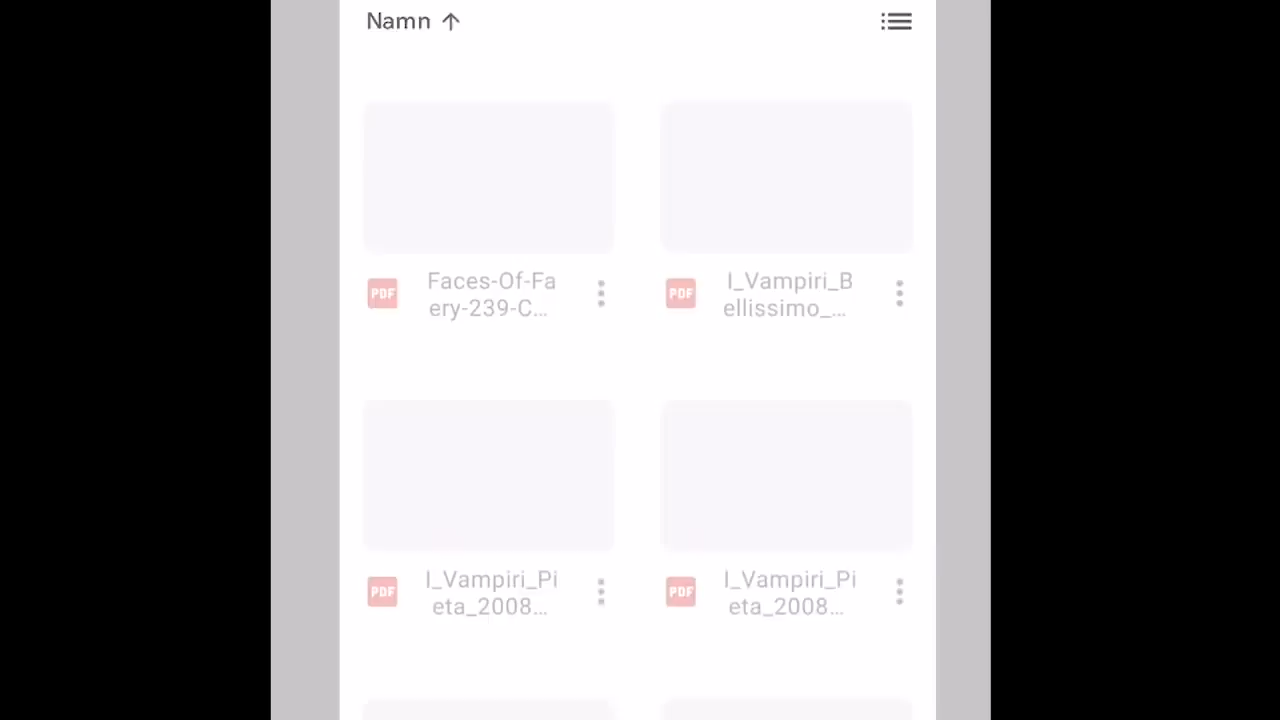 Namn
PDF
Faces-Of-Fa
ery-239-C...
PDF
I_Vampiri_B
ellissimo_...
PDF
I_Vampiri_Pi
eta_2008...
PDF
I_Vampiri_Pi
eta_2008...